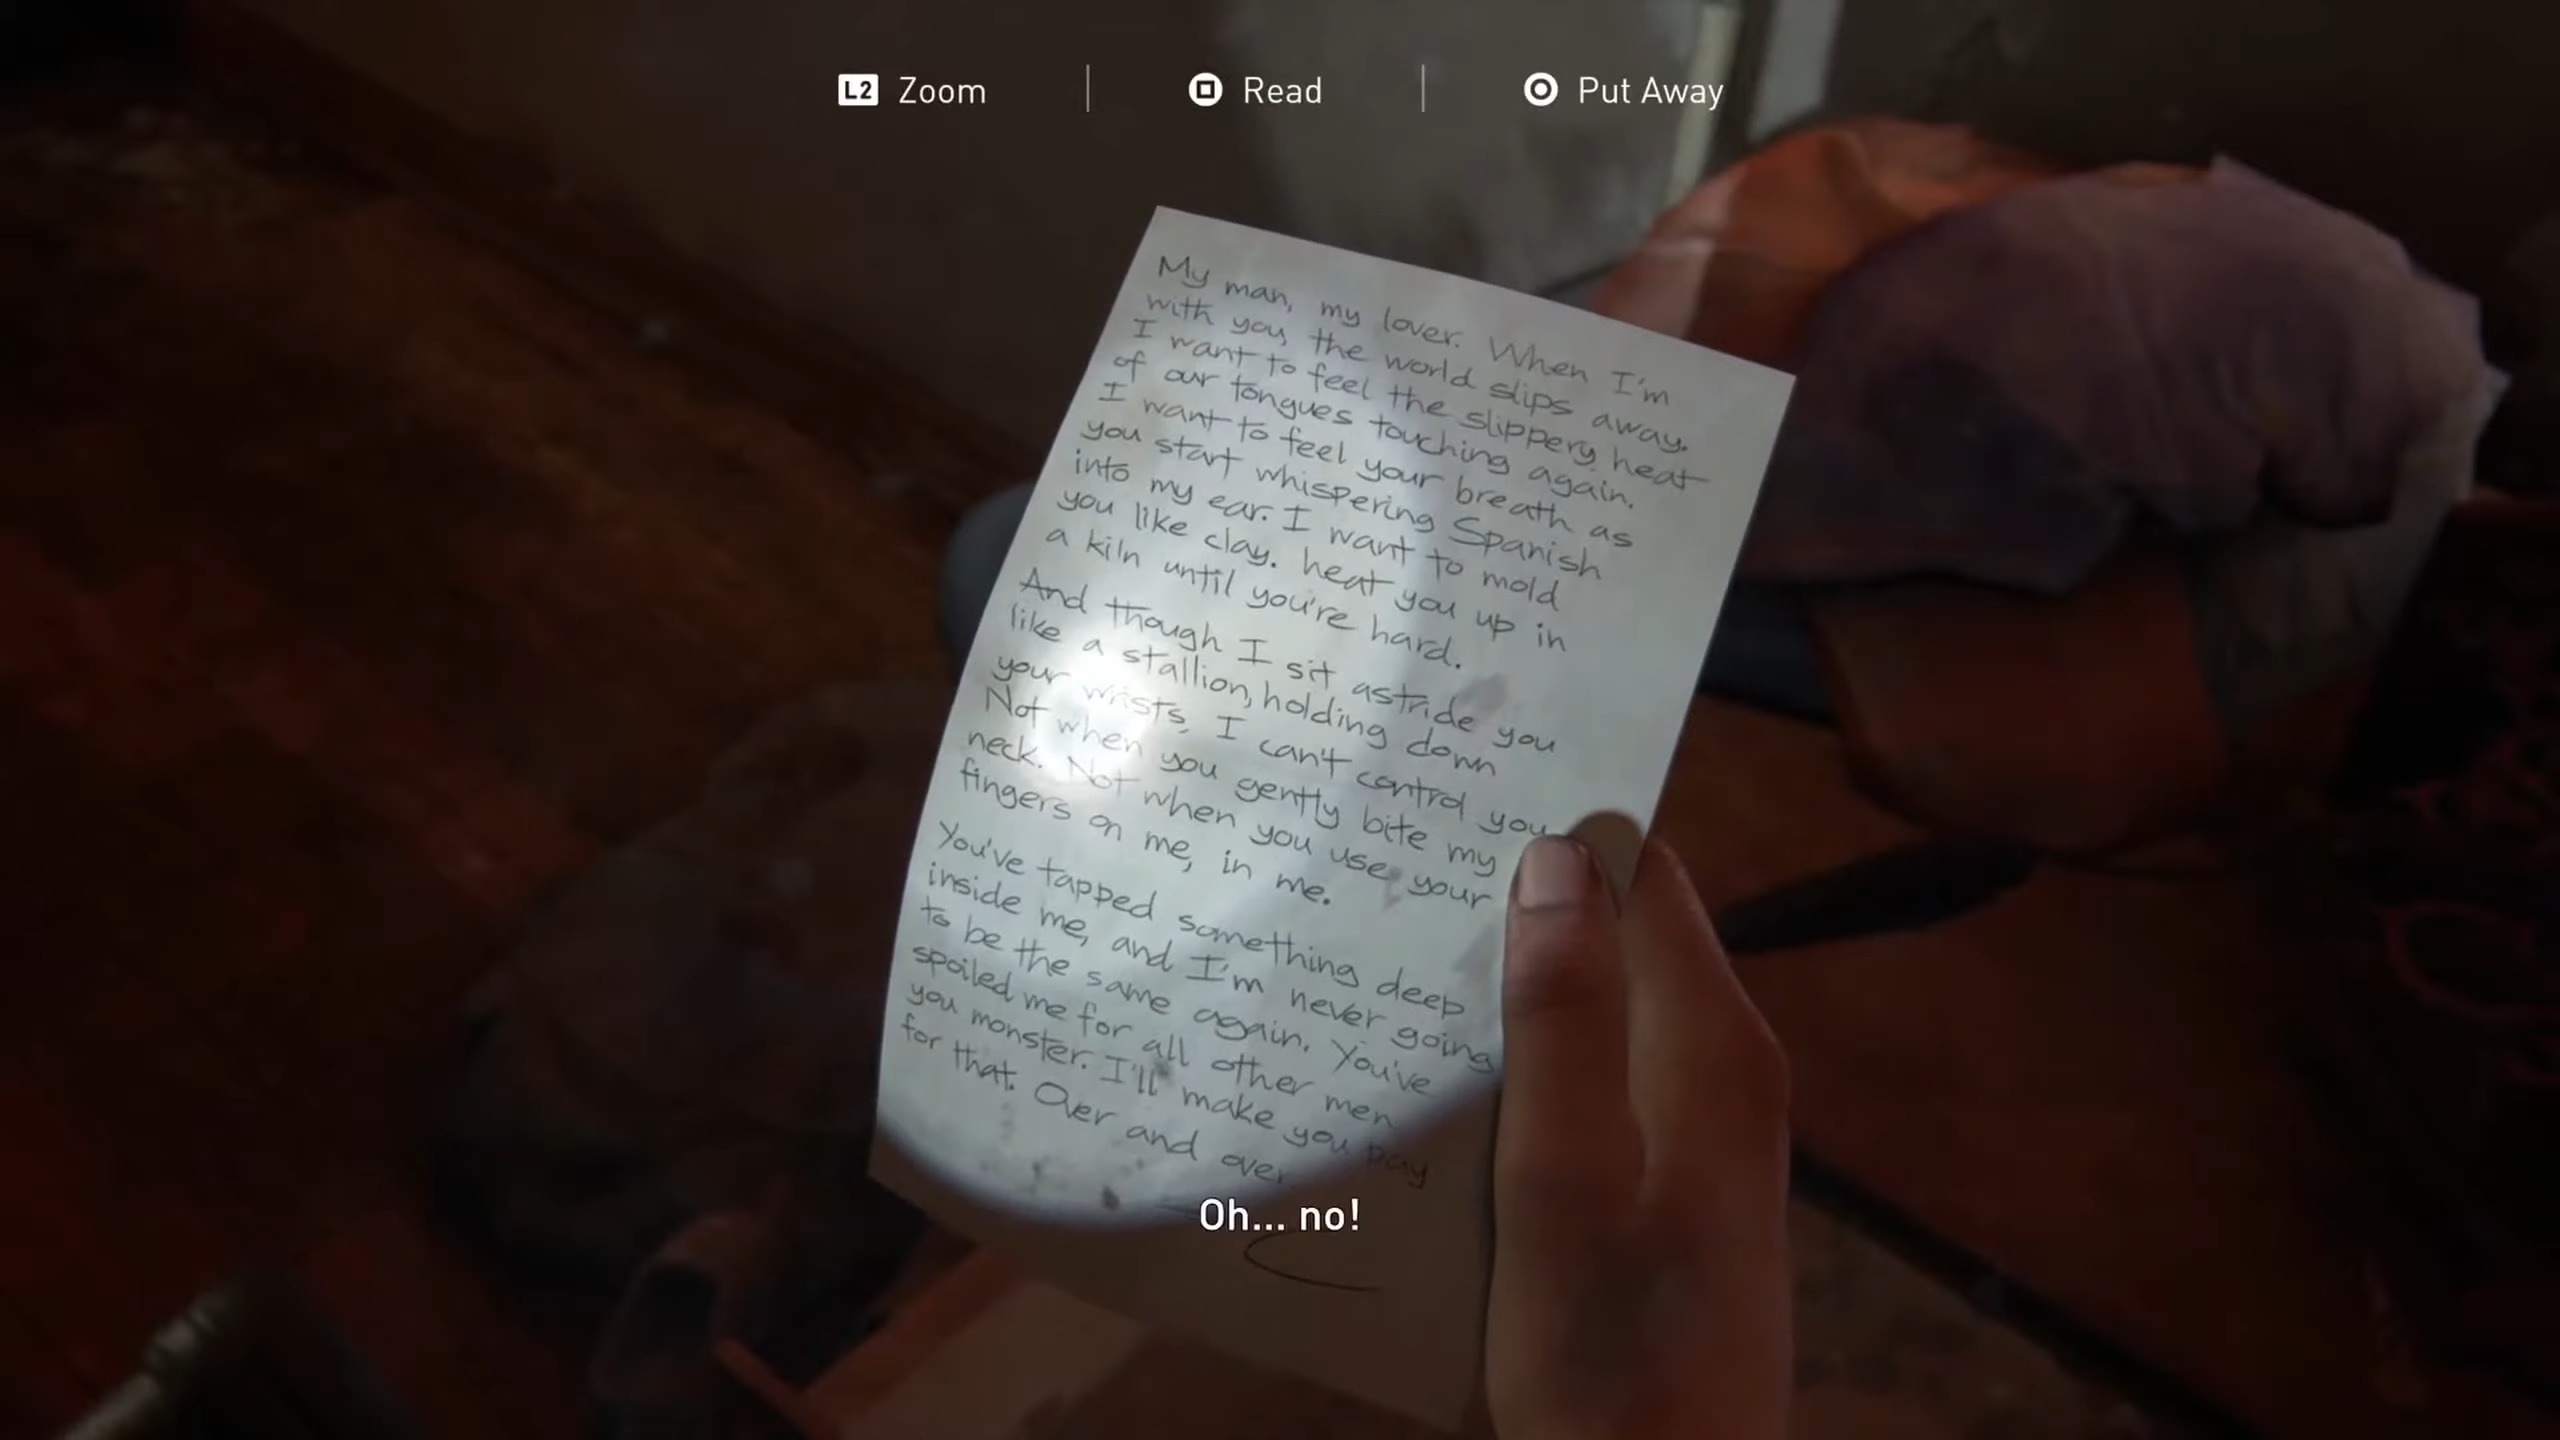 L2 Zoom
Read
Put Away
My man, my lover. When I'm
with you, the world slips away.
I want to feel the slippery heat
of our tongues touching again.
I want to feel your breath as
you start whispering Spanish
into my ear. I want to mold
you like clay. heat you up in
a kiln until you're hard.
And though I sit astride you
like a stallion, holding down
your wrists, I can't control you.
Not when you gently bite my
neck. Not when you use your
fingers on me, in me.
You've tapped something deep
inside me, and I'm never going
to be the same again. You've
spoiled me for all other men
you monster. I'll make you pay
for that. Over and over
Oh... no!